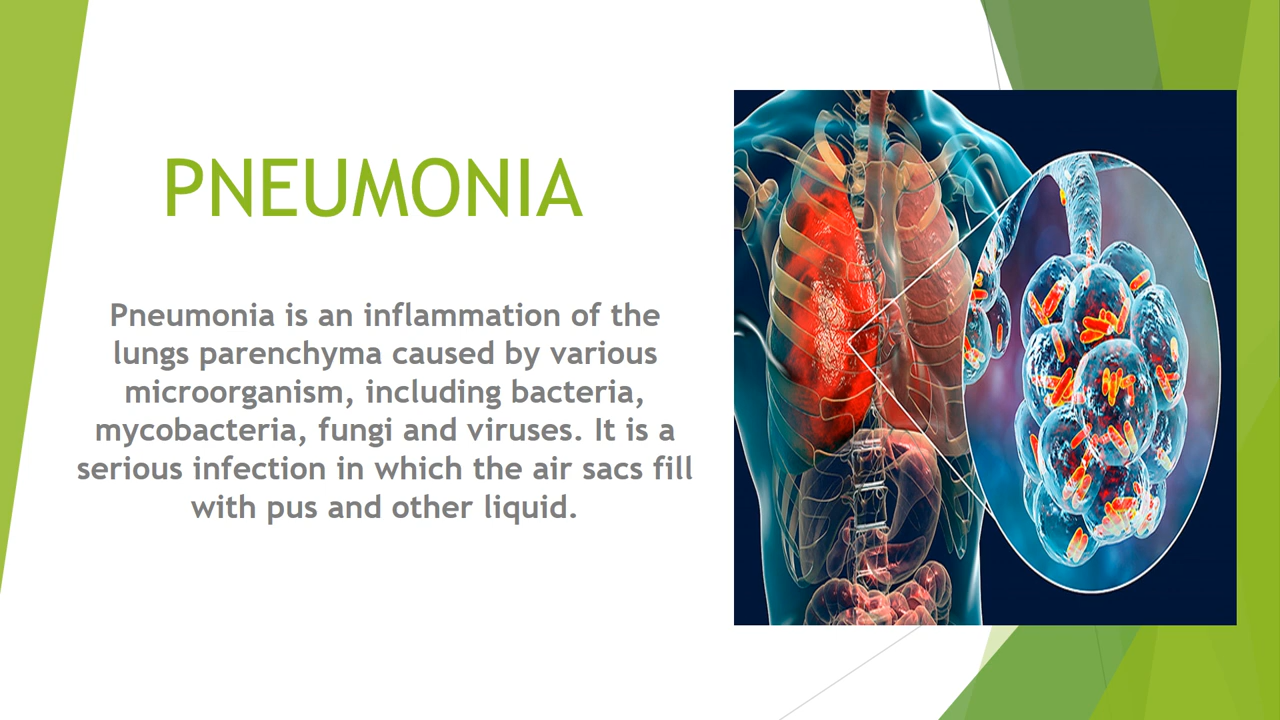 PNEUMONIA
Pneumonia is an inflammation of the
lungs parenchyma caused by various
microorganism, including bacteria,
mycobacteria, fungi and viruses. It is a
serious infection in which the air sacs fill
with pus and other liquid.